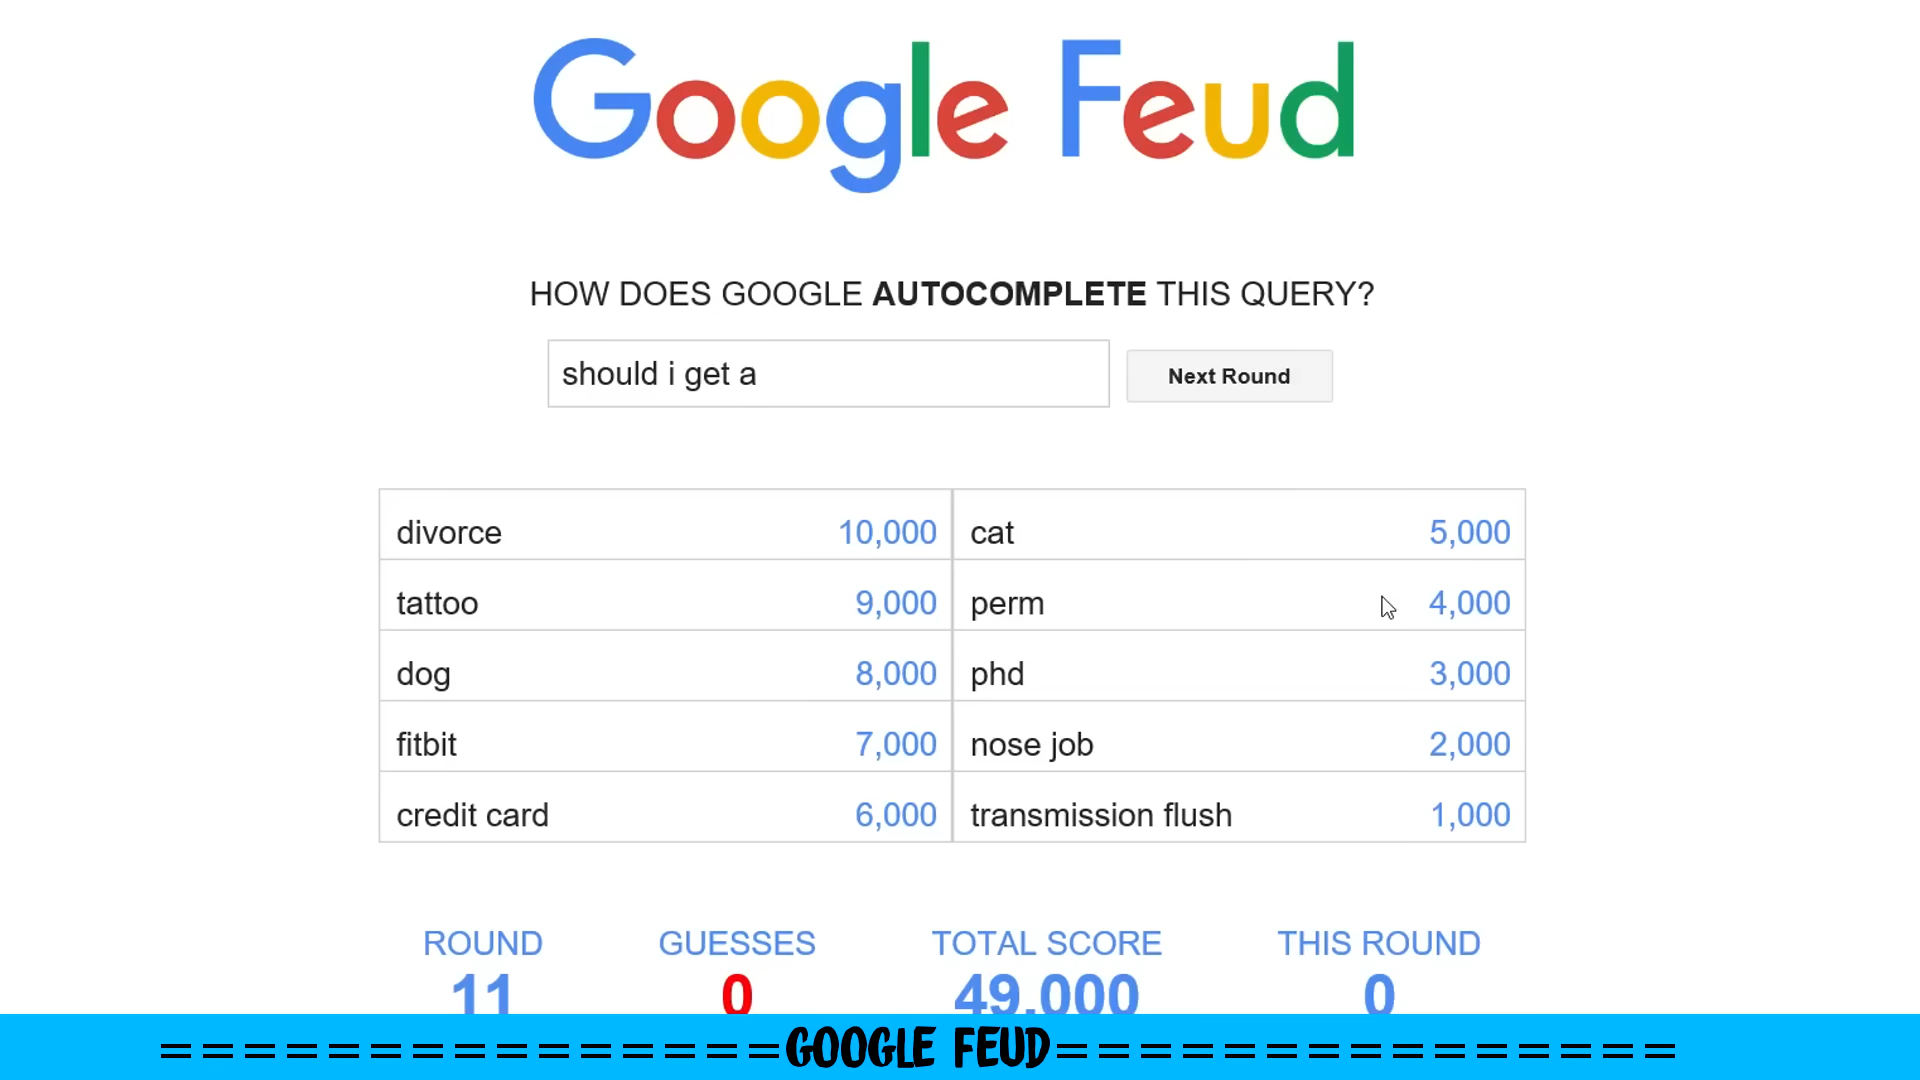 Google Feud
HOW DOES GOOGLE AUTOCOMPLETE THIS QUERY?
should i get a
Next Round
divorce 10,000
cat 5,000
tattoo 9,000
perm 4,000
dog 8,000
phd 3,000
fitbit 7,000
nose job 2,000
credit card 6,000
transmission flush 1,000
ROUND GUESSES TOTAL SCORE THIS ROUND
11 0 49,000 0
===============GOOGLE FEUD===============